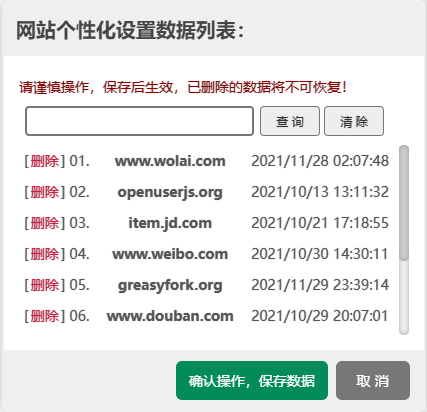 网站个性化设置数据列表：
请谨慎操作，保存后生效，已删除的数据将不可恢复！
查 询 清 除
[删除] 01. www.wolai.com 2021/11/28 02:07:48
[删除] 02. openuserjs.org 2021/10/13 13:11:32
[删除] 03. item.jd.com 2021/10/21 17:18:55
[删除] 04. www.weibo.com 2021/10/30 14:30:11
[删除] 05. greasyfork.org 2021/11/29 23:39:14
[删除] 06. www.douban.com 2021/10/29 20:07:01
确认操作，保存数据 取 消